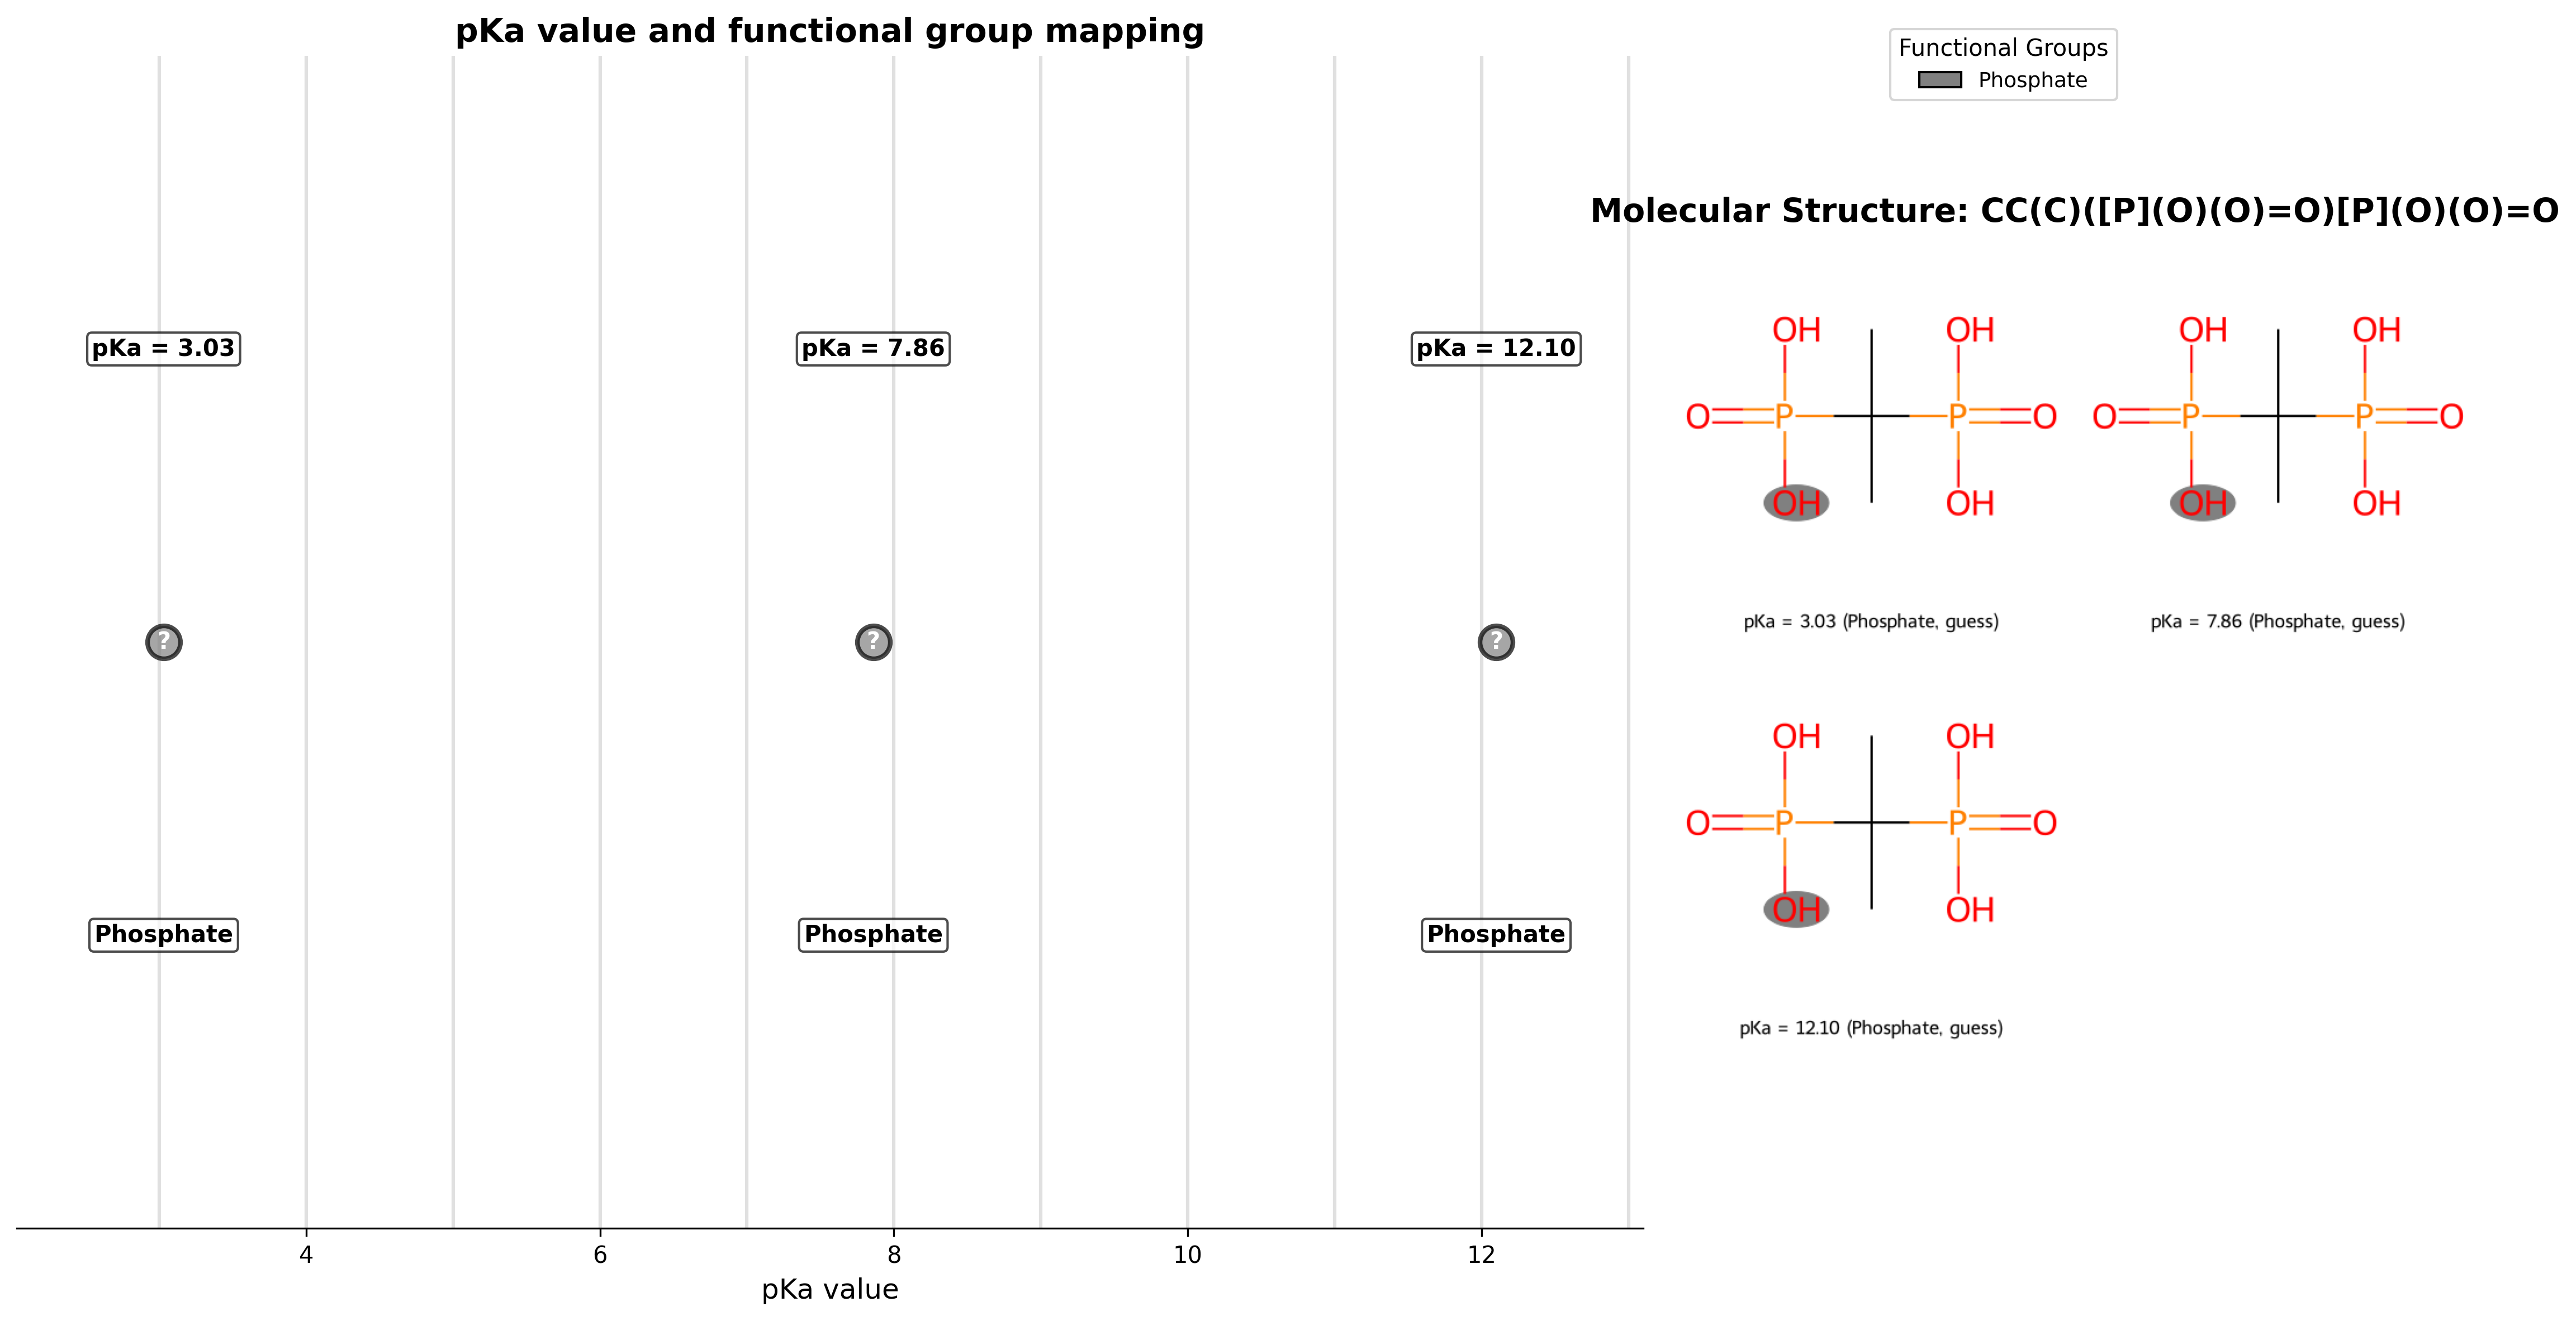 pKa value and functional group mapping
Functional Groups
Phosphate
Molecular Structure: CC(C)([P](O)(O)=O)[P](O)(O)=O
pKa = 3.03
pKa = 7.86
pKa = 12.10
?
?
?
Phosphate
Phosphate
Phosphate
4
6
8
10
12
pKa value
OH OH
O P P O
OH OH
pKa = 3.03 (Phosphate, guess)
OH OH
O P P O
OH OH
pKa = 7.86 (Phosphate, guess)
OH OH
O P P O
OH OH
pKa = 12.10 (Phosphate, guess)